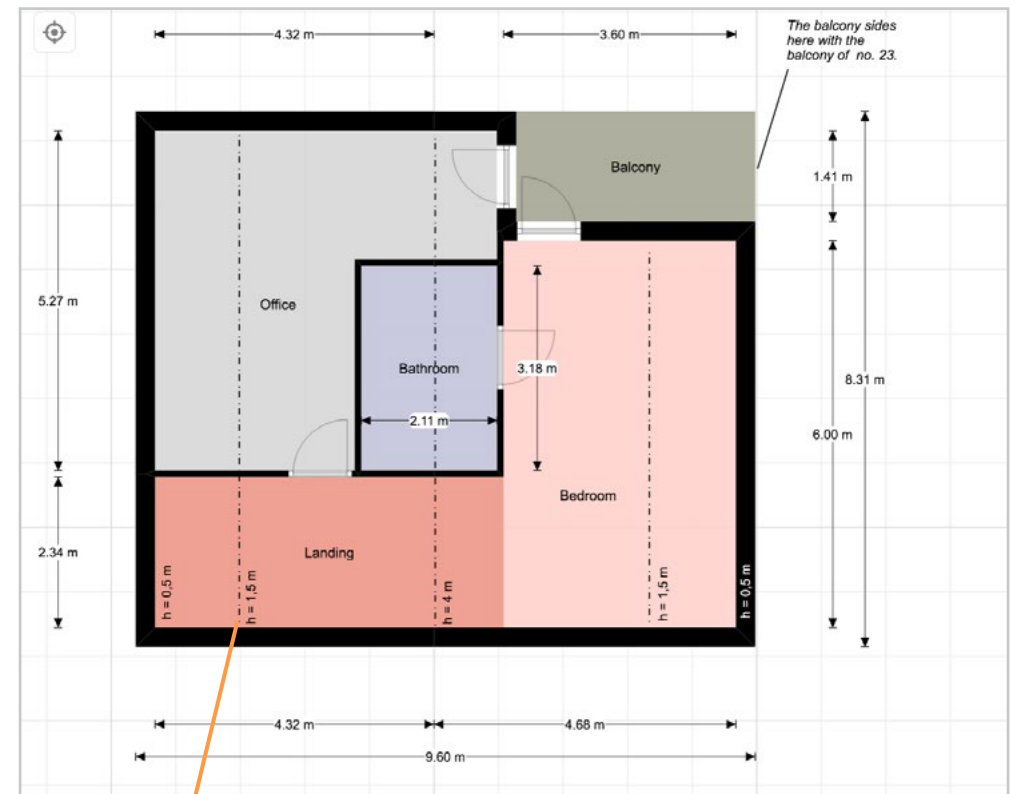 4.32 m
3.60 m
The balcony sides
here with the
balcony of no. 23.
Balcony
1.41 m
5.27 m
Office
Bathroom
3.18 m
8.31 m
2.11 m
6.00 m
Bedroom
2.34 m
Landing
h = 0,5 m
h = 1,5 m
h = 4 m
h = 1,5 m
h = 0,5 m
4.32 m
4.68 m
9.60 m